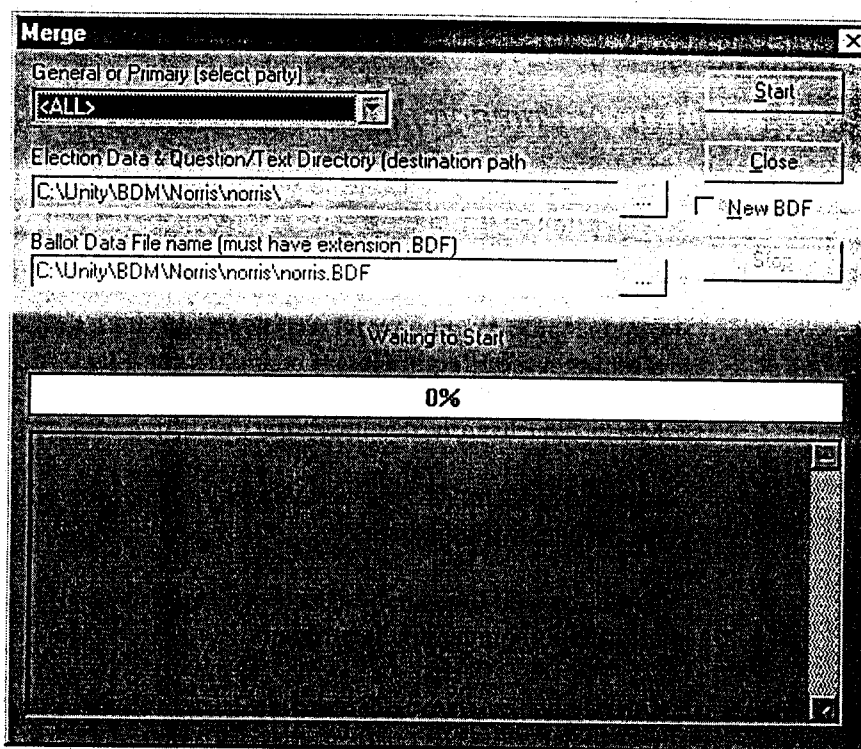 Merge
General or Primary (select party)
<ALL>
Start
Election Data & Question/Text Directory (destination path
Close
C:\Unity\BDM\Norris\norris\
...
New BDF
Ballot Data File name (must have extension .BDF)
Stop
C:\Unity\BDM\Norris\norris\norris.BDF
...
Waiting to Start
0%